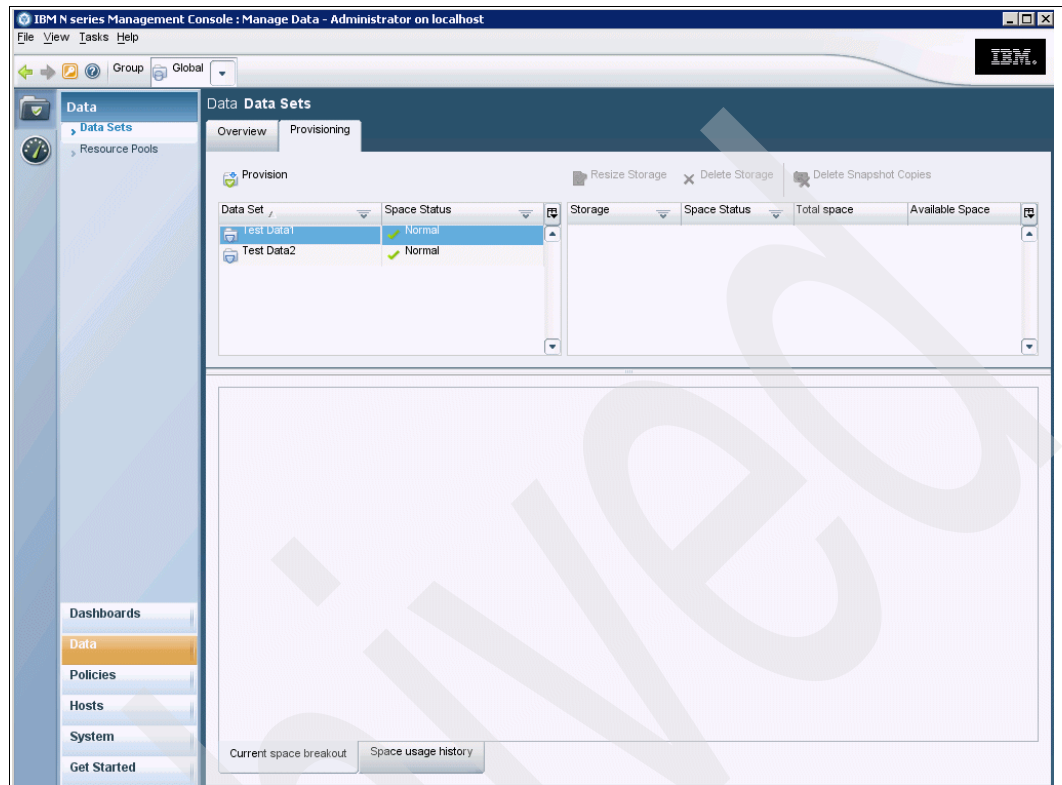 IBM N series Management Console : Manage Data - Administrator on localhost
File View Tasks Help
IBM.
Group Global
Data
Data Sets
Resource Pools
Data Data Sets
Overview Provisioning
Provision
Resize Storage Delete Storage Delete Snapshot Copies
Data Set Space Status
Storage Space Status Total space Available Space
Test Data1 Normal
Test Data2 Normal
Dashboards
Data
Policies
Hosts
System
Get Started
Current space breakout Space usage history